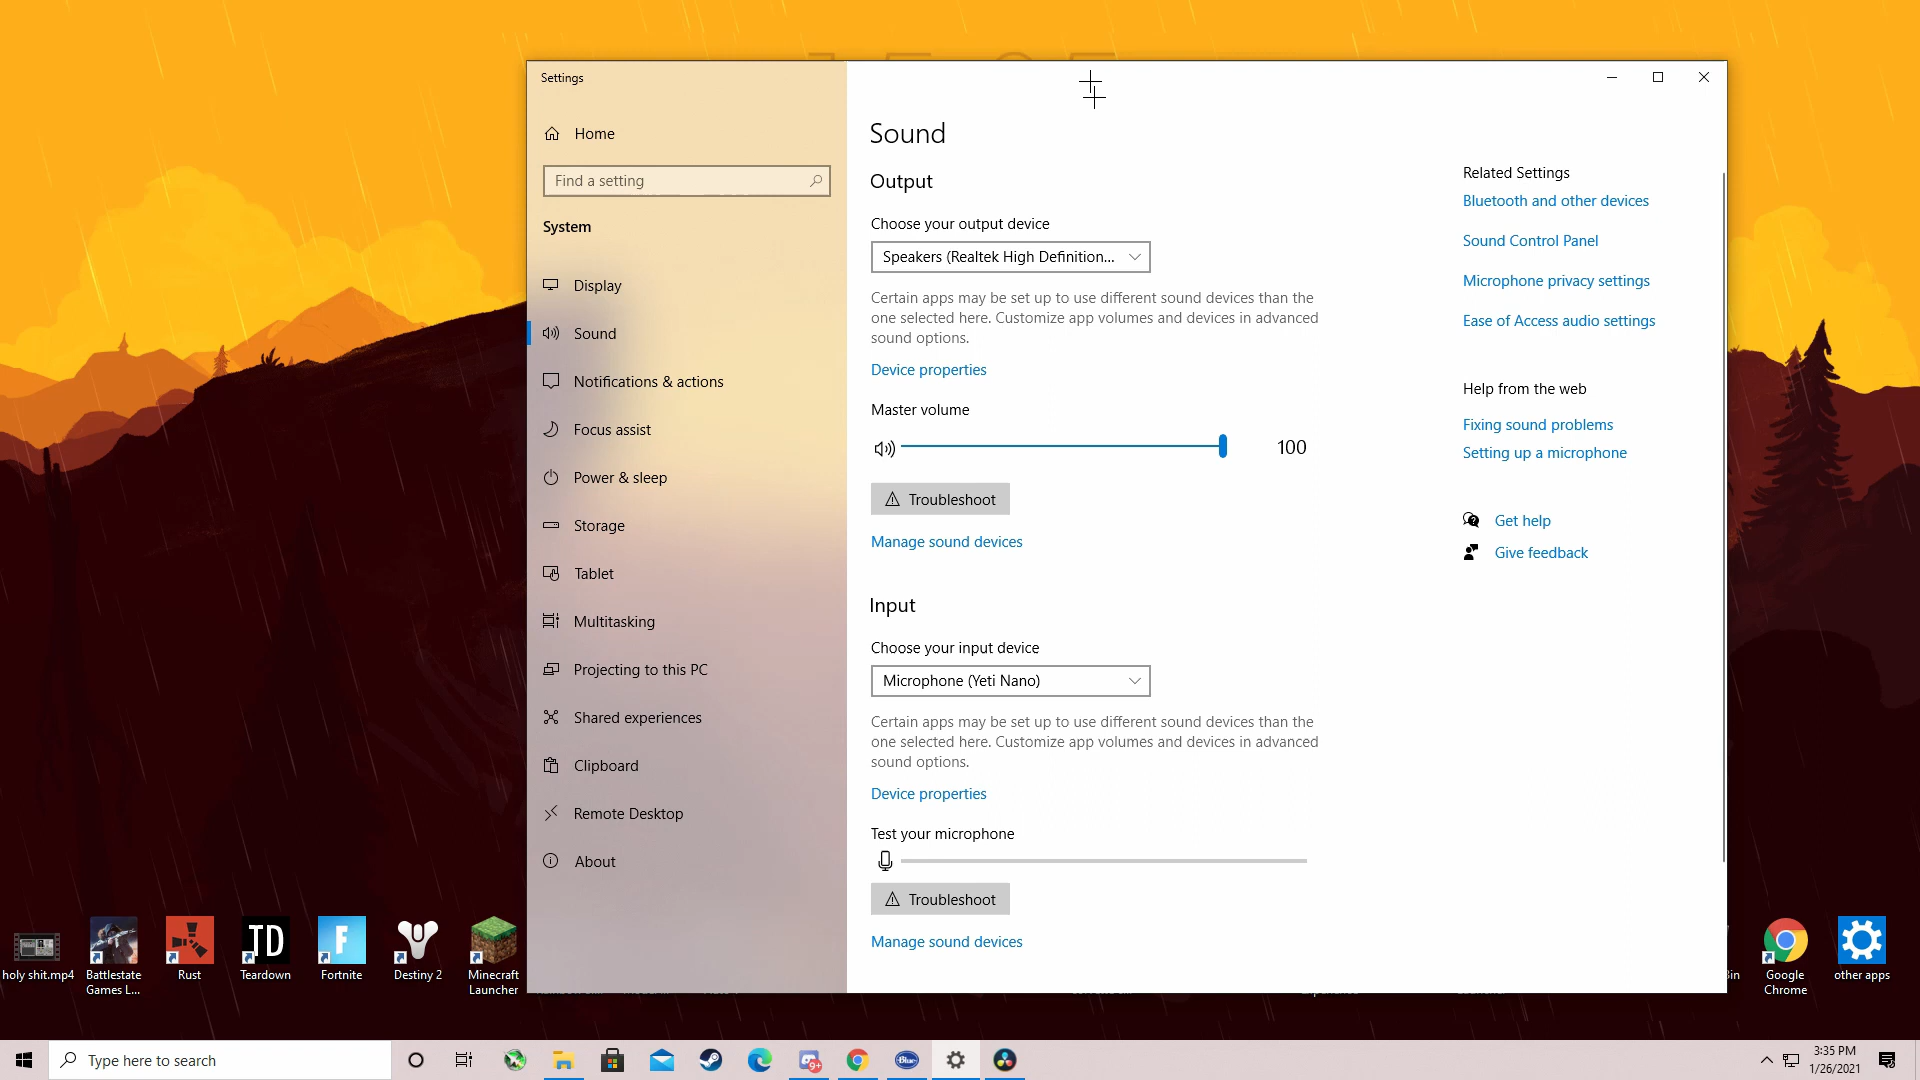 Settings
Home
Find a setting
System
Display
Sound
Notifications & actions
Focus assist
Power & sleep
Storage
Tablet
Multitasking
Projecting to this PC
Shared experiences
Clipboard
Remote Desktop
About
Sound
Output
Choose your output device
Speakers (Realtek High Definition...
Certain apps may be set up to use different sound devices than the
one selected here. Customize app volumes and devices in advanced
sound options.
Device properties
Master volume
100
Troubleshoot
Manage sound devices
Input
Choose your input device
Microphone (Yeti Nano)
Certain apps may be set up to use different sound devices than the
one selected here. Customize app volumes and devices in advanced
sound options.
Device properties
Test your microphone
Troubleshoot
Manage sound devices
Related Settings
Bluetooth and other devices
Sound Control Panel
Microphone privacy settings
Ease of Access audio settings
Help from the web
Fixing sound problems
Setting up a microphone
Get help
Give feedback
holy shit.mp4
Battlestate
Games L...
Rust
TD
Teardown
F
Fortnite
Destiny 2
Minecraft
Launcher
Google
Chrome
other apps
Type here to search
9+
Blue
3:35 PM
1/26/2021